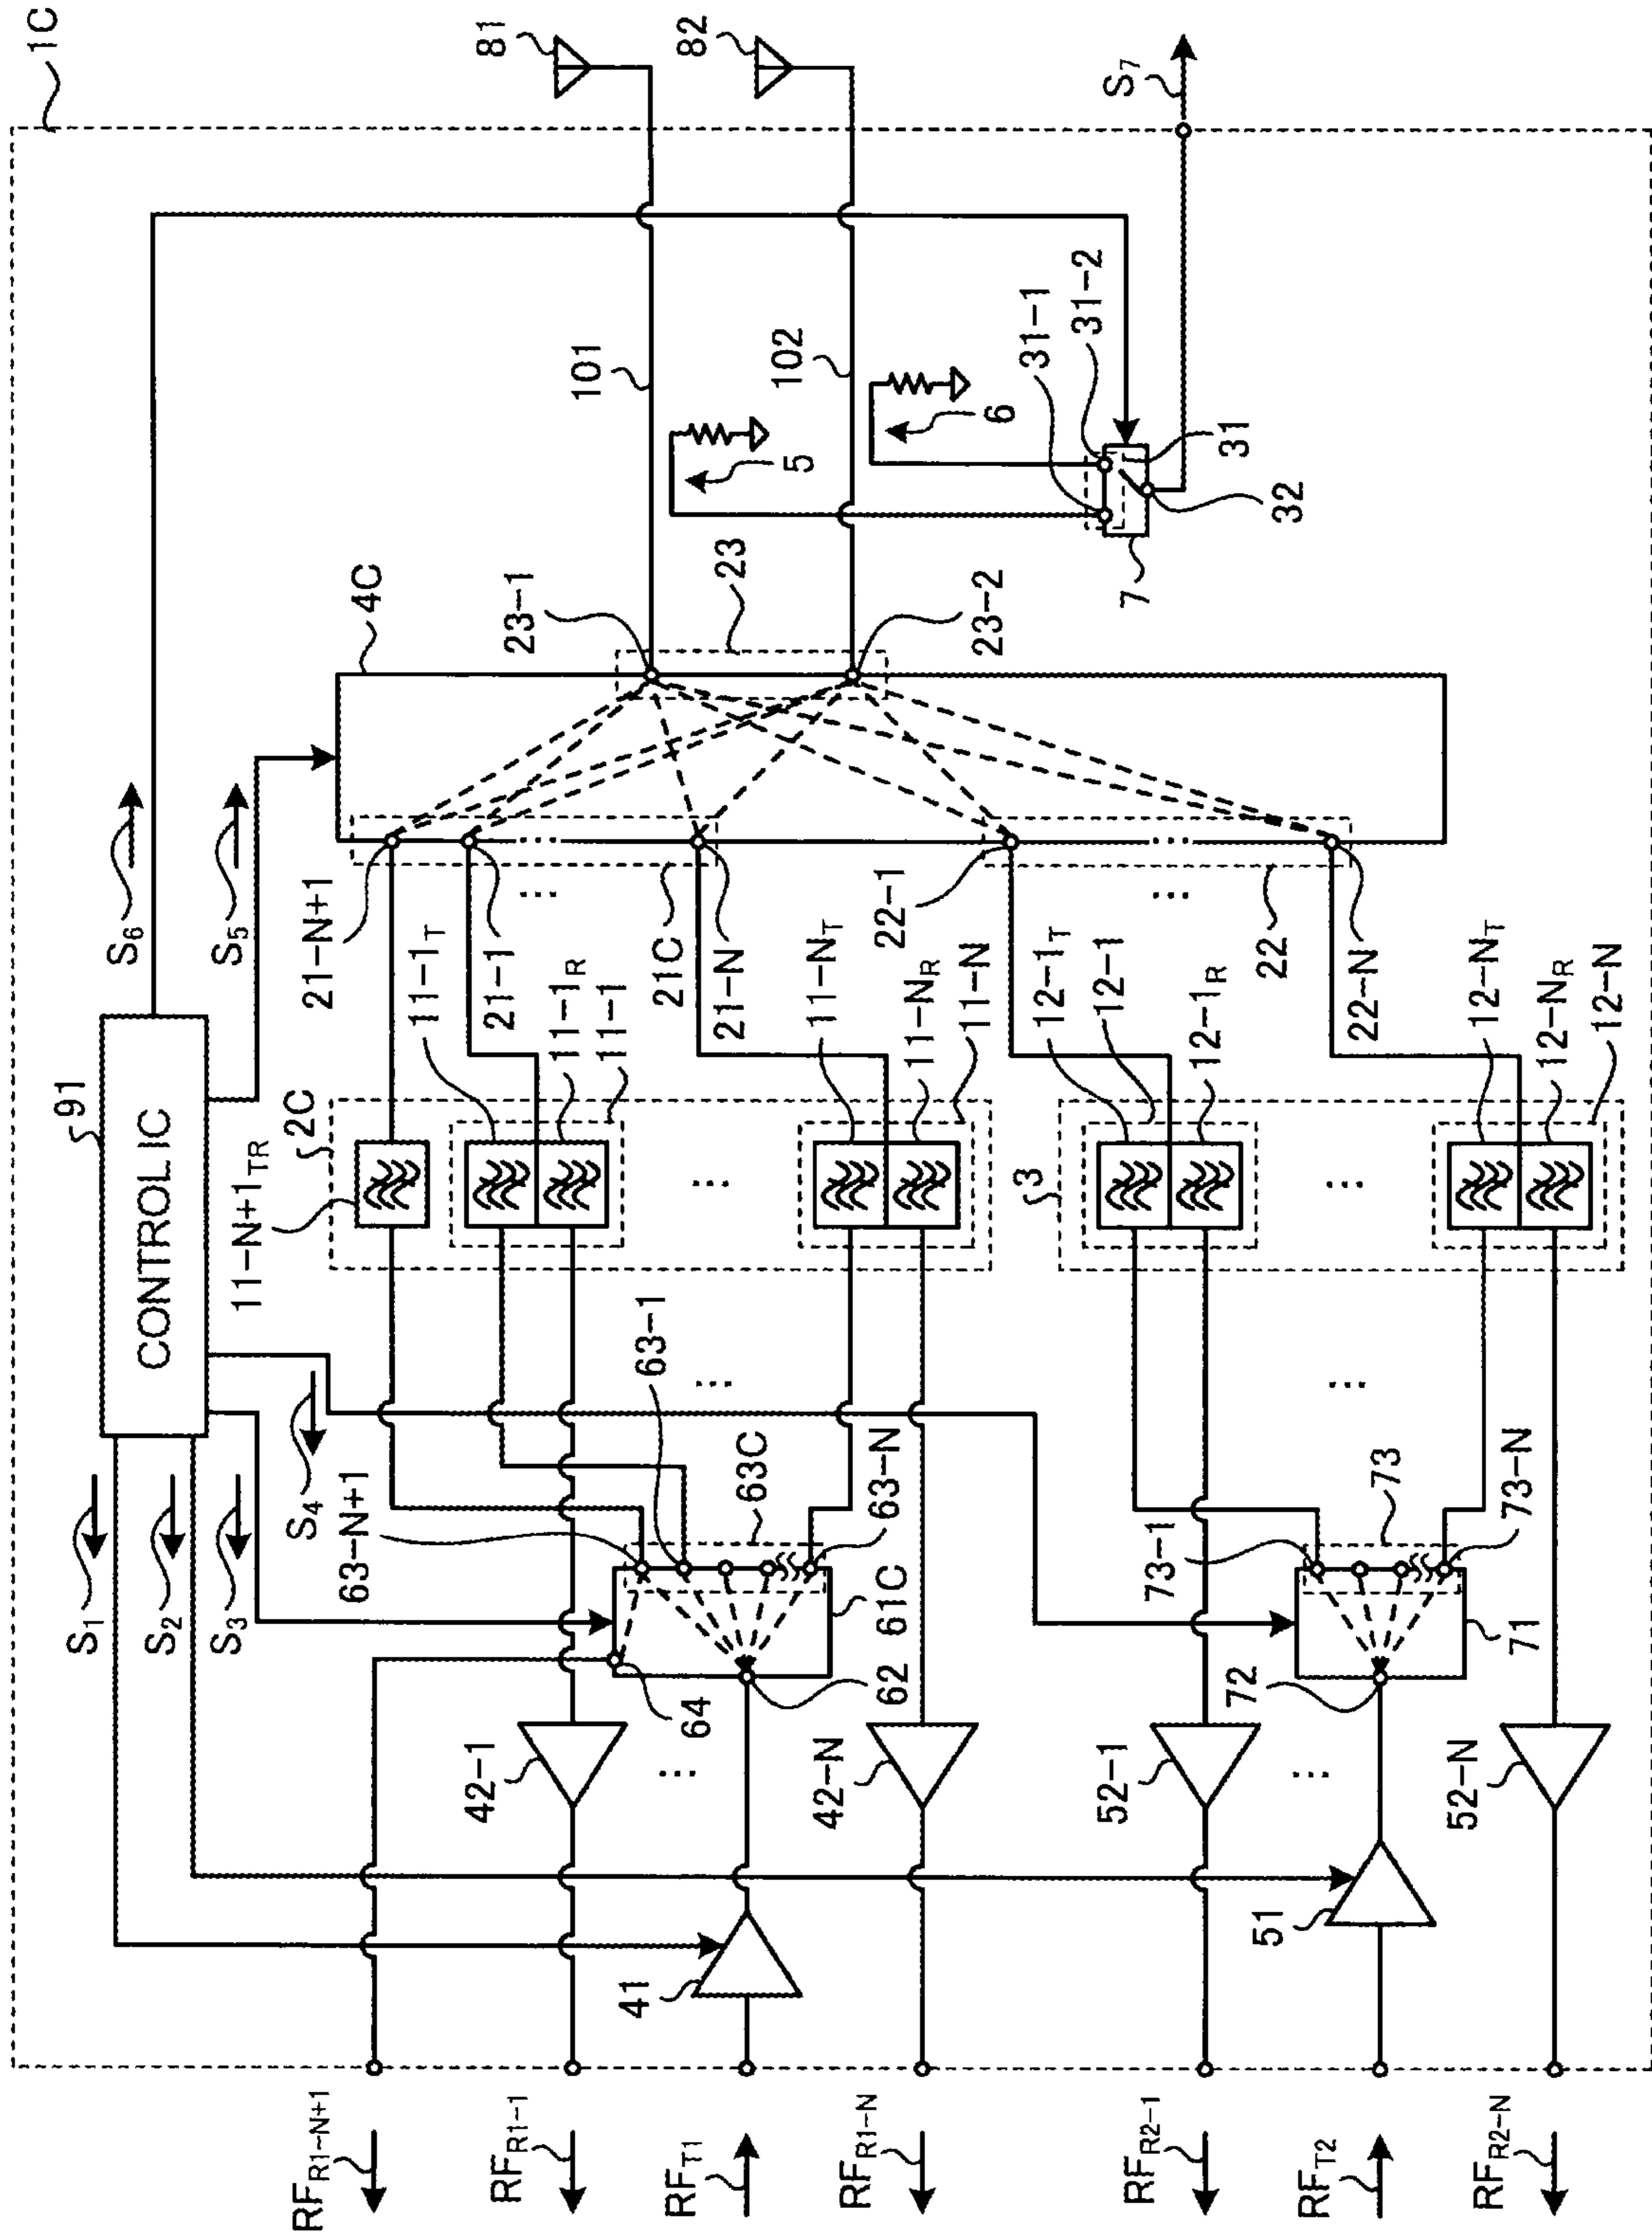 1C
81
82
S7
101
102
5
6
31-1
31-2
31
32
7
23
23-1
23-2
4C
S6
S5
21-N+1
21-1
21C
21-N
22-1
22
22-N
91
CONTROL IC
2C
11-N+1TR
11-1T
11-1R
11-1
11-NT
11-NR
11-N
3
12-1T
12-1
12-1R
12-NT
12-NR
12-N
...
...
...
...
...
...
...
...
S1
S2
S3
S4
63-N+1
63-1
63C
63-N
61C
62
64
73-1
73
73-N
71
72
42-1
...
42-N
52-1
...
52-N
41
51
RFR1-N+1
RFR1-1
RFT1
RFR1-N
RFR2-1
RFT2
RFR2-N